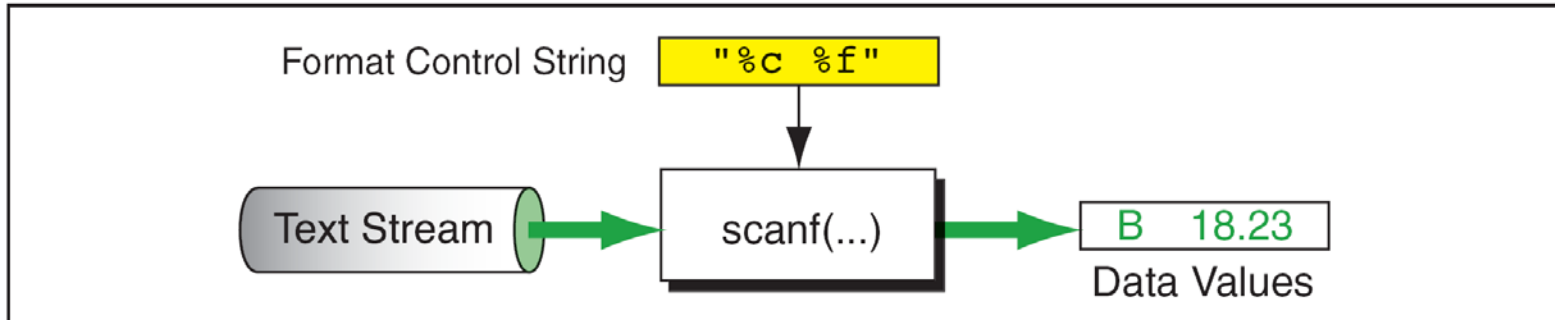 Format Control String "%c %f"
Text Stream scanf(...) B 18.23
Data Values